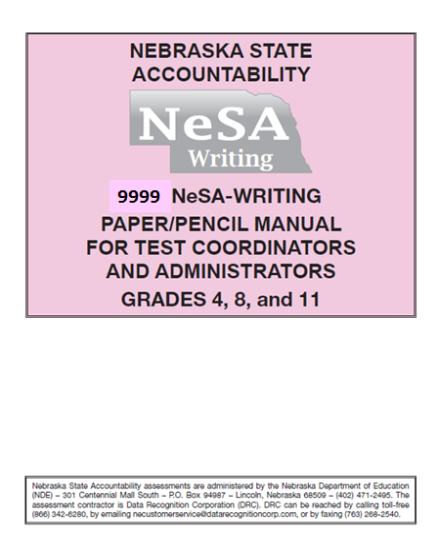 NEBRASKA STATE
ACCOUNTABILITY
NeSA
Writing
9999 NeSA-WRITING
PAPER/PENCIL MANUAL
FOR TEST COORDINATORS
AND ADMINISTRATORS
GRADES 4, 8, and 11
Nebraska State Accountability assessments are administered by the Nebraska Department of Education
(NDE) – 301 Centennial Mall South – P.O. Box 94987 – Lincoln, Nebraska 68509 – (402) 471-2495. The
assessment contractor is Data Recognition Corporation (DRC). DRC can be reached by calling toll-free
(866) 342-6280, by emailing necustomerservice@datarecognitioncorp.com, or by faxing (763) 268-2540.